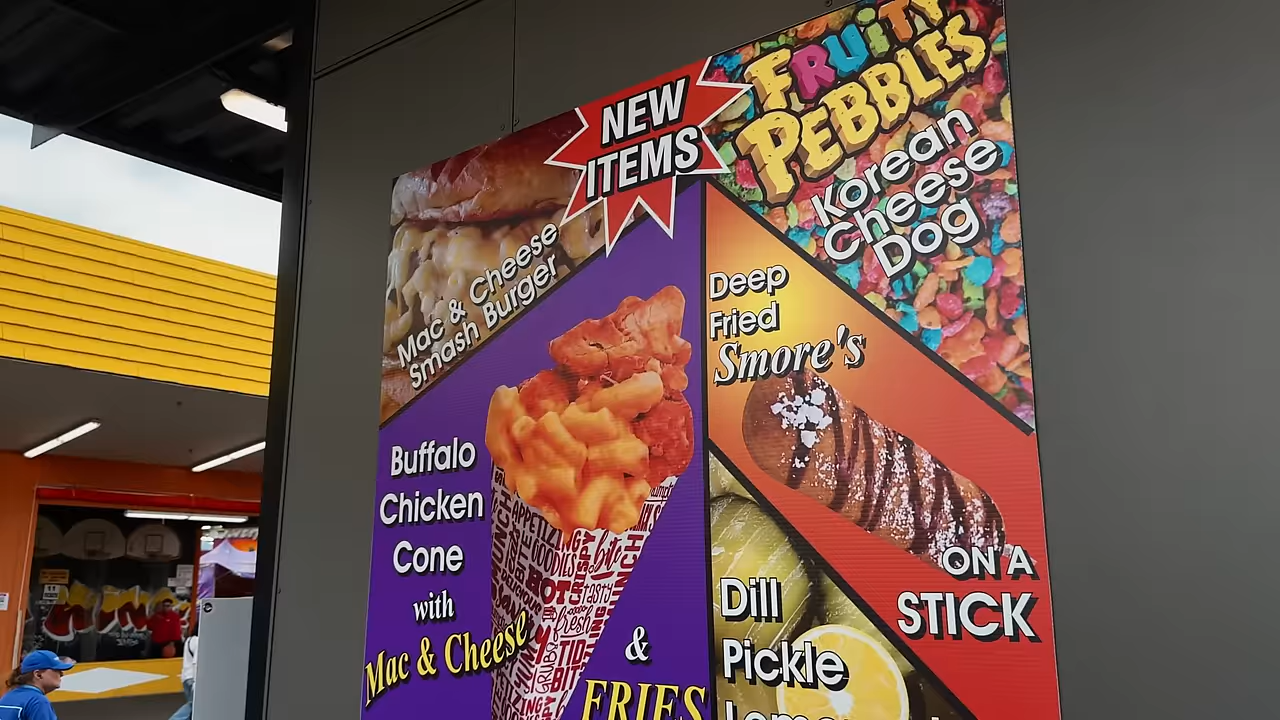 NEW
ITEMS
FRUITY
PEBBLES
Korean
Cheese
Dog
Mac & Cheese
Smash Burger
Deep
Fried
Smore's
ON A
STICK
Buffalo
Chicken
Cone
with
Mac & Cheese
&
FRIES
Dill
Pickle